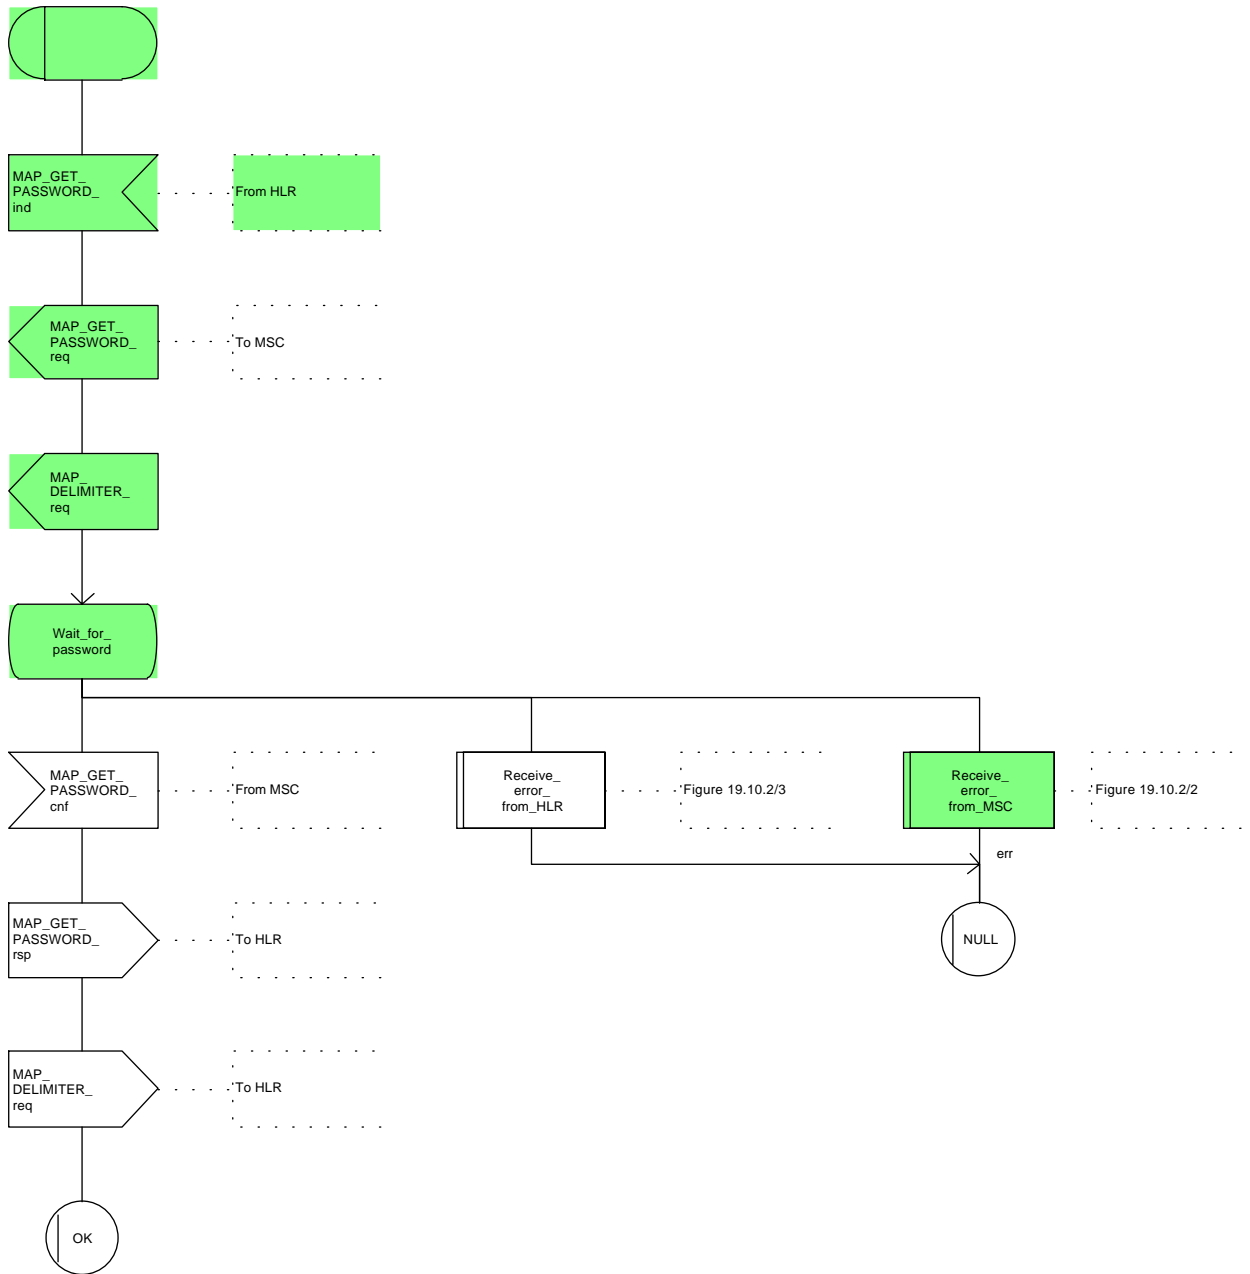 MAP_GET_
PASSWORD_
ind
From HLR
MAP_GET_
PASSWORD_
req
To MSC
MAP_
DELIMITER_
req
Wait_for_
password
MAP_GET_
PASSWORD_
cnf
From MSC
Receive_
error_
from_HLR
Figure 19.10.2/3
Receive_
error_
from_MSC
Figure 19.10.2/2
err
MAP_GET_
PASSWORD_
rsp
To HLR
NULL
MAP_
DELIMITER_
req
To HLR
OK